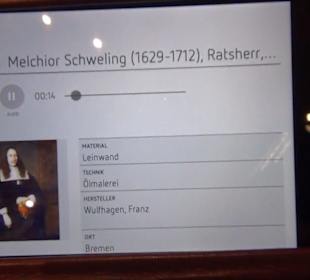 Melchior Schweling (1629-1712), Ratsherr,...
00:14
MATERIAL
Leinwand
TECHNIK
Ölmalerei
HERSTELLER
Wulfhagen, Franz
ORT
Bremen